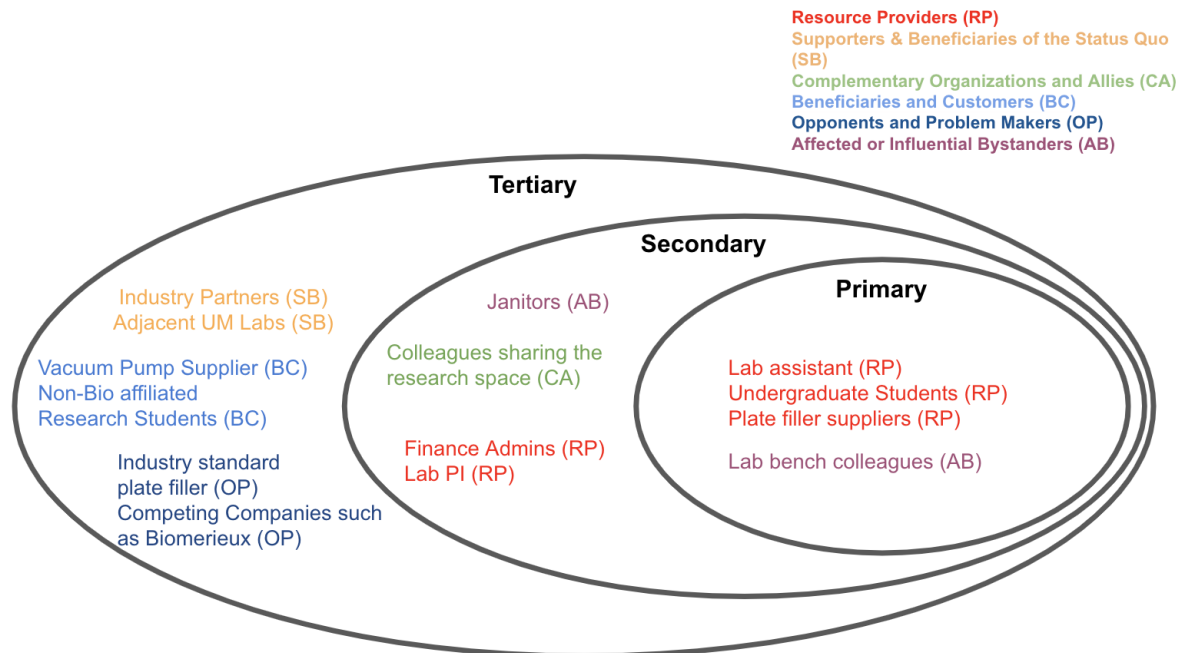 Resource Providers (RP)
Supporters & Beneficiaries of the Status Quo
(SB)
Complementary Organizations and Allies (CA)
Beneficiaries and Customers (BC)
Opponents and Problem Makers (OP)
Affected or Influential Bystanders (AB)
Tertiary
Secondary
Primary
Industry Partners (SB)
Adjacent UM Labs (SB)
Vacuum Pump Supplier (BC)
Non-Bio affiliated
Research Students (BC)
Industry standard
plate filler (OP)
Competing Companies such
as Biomerieux (OP)
Janitors (AB)
Colleagues sharing the
research space (CA)
Finance Admins (RP)
Lab PI (RP)
Lab assistant (RP)
Undergraduate Students (RP)
Plate filler suppliers (RP)
Lab bench colleagues (AB)